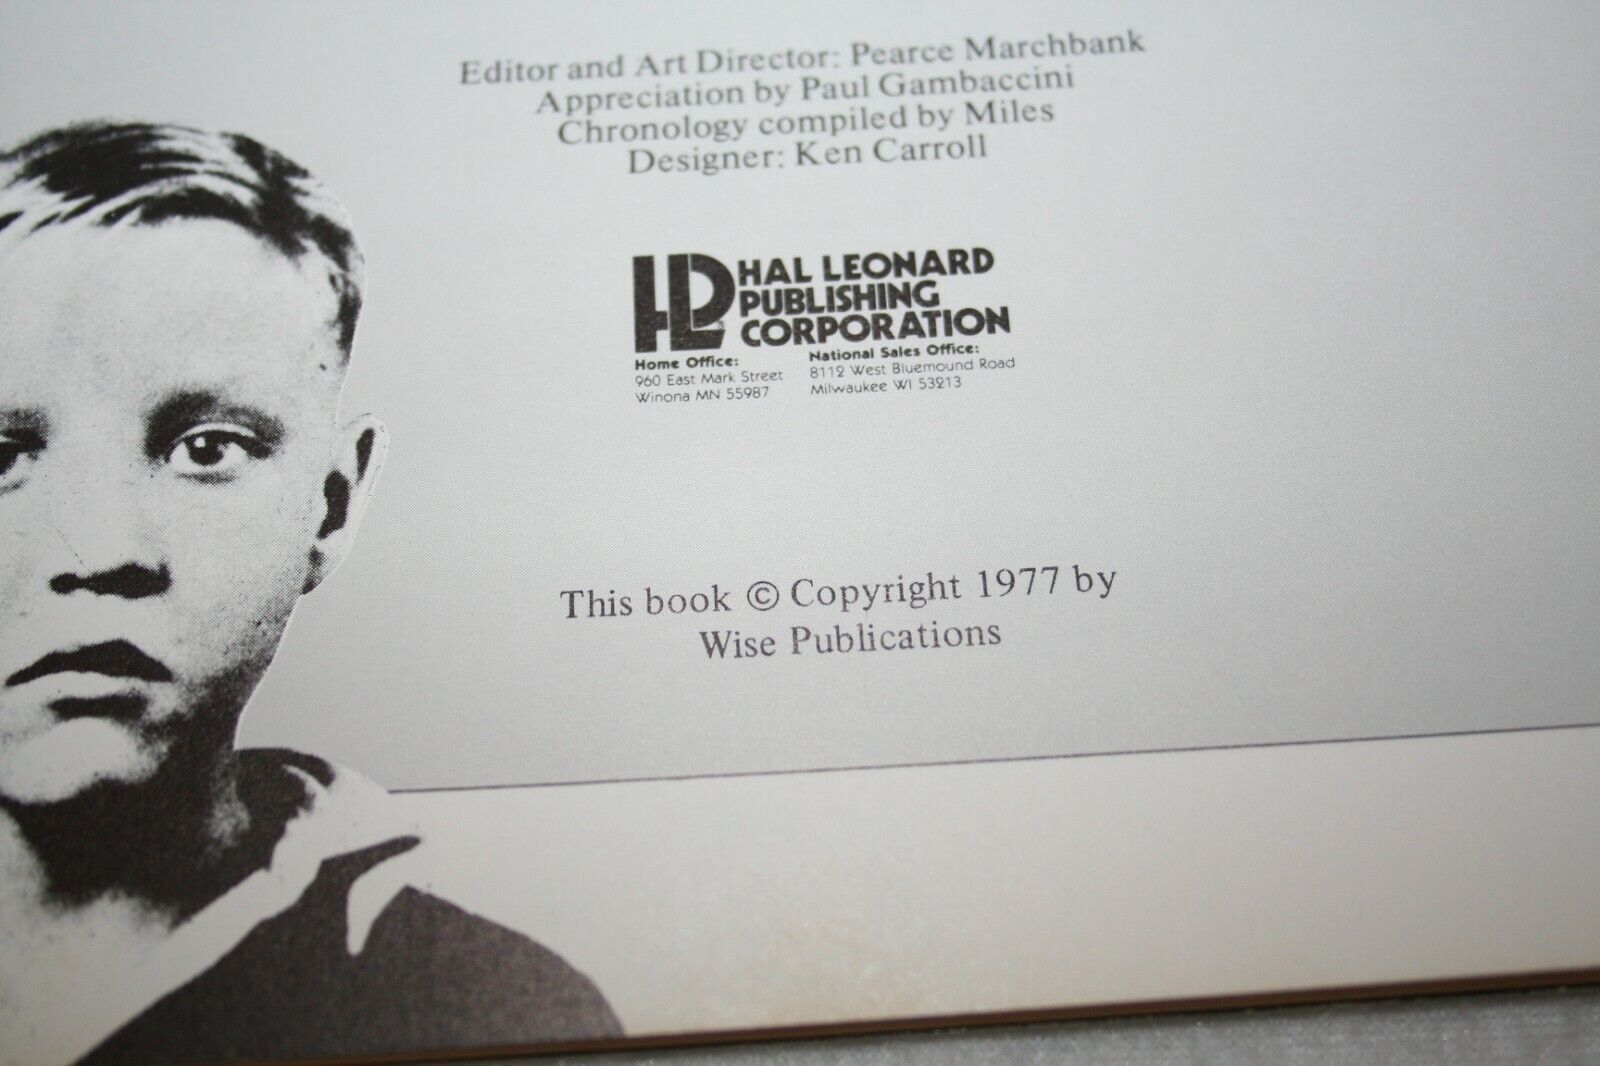 Editor and Art Director: Pearce Marchbank
Appreciation by Paul Gambaccini
Chronology compiled by Miles
Designer: Ken Carroll
HL
HAL LEONARD
PUBLISHING
CORPORATION
Home Office:
960 East Mark Street
Winona MN 55987
National Sales Office:
8112 West Bluemound Road
Milwaukee WI 53213
This book © Copyright 1977 by
Wise Publications